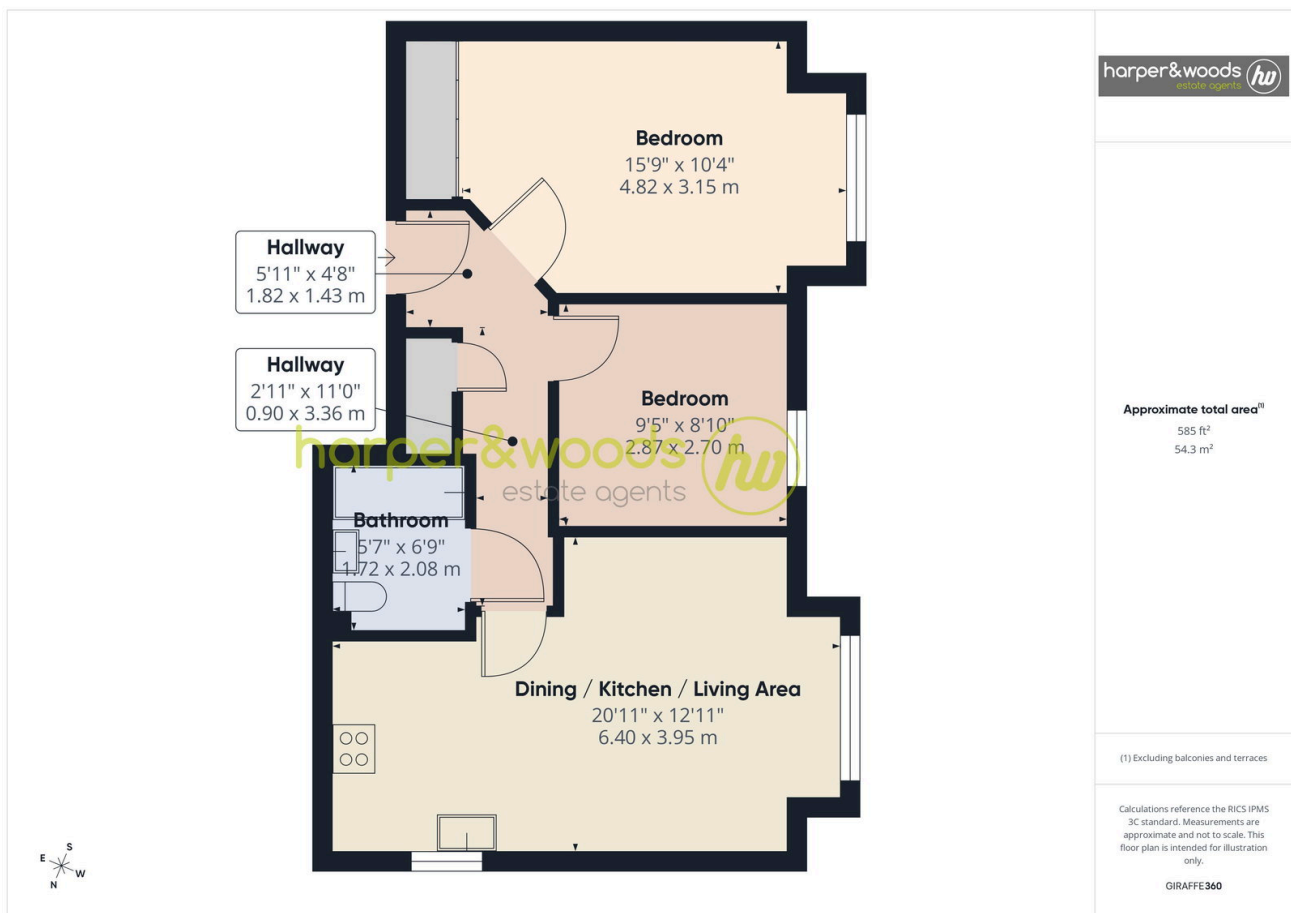 harper&woods hw
estate agents
Bedroom
15'9" x 10'4"
4.82 x 3.15 m
Hallway
5'11" x 4'8"
1.82 x 1.43 m
Hallway
2'11" x 11'0"
0.90 x 3.36 m
Bedroom
9'5" x 8'10"
2.87 x 2.70 m
harper&woods hw
estate agents
Bathroom
5'7" x 6'9"
1.72 x 2.08 m
Dining / Kitchen / Living Area
20'11" x 12'11"
6.40 x 3.95 m
Approximate total area(1)
585 ft²
54.3 m²
(1) Excluding balconies and terraces
Calculations reference the RICS IPMS
3C standard. Measurements are
approximate and not to scale. This
floor plan is intended for illustration
only.
GIRAFFE360
S
E
W
N